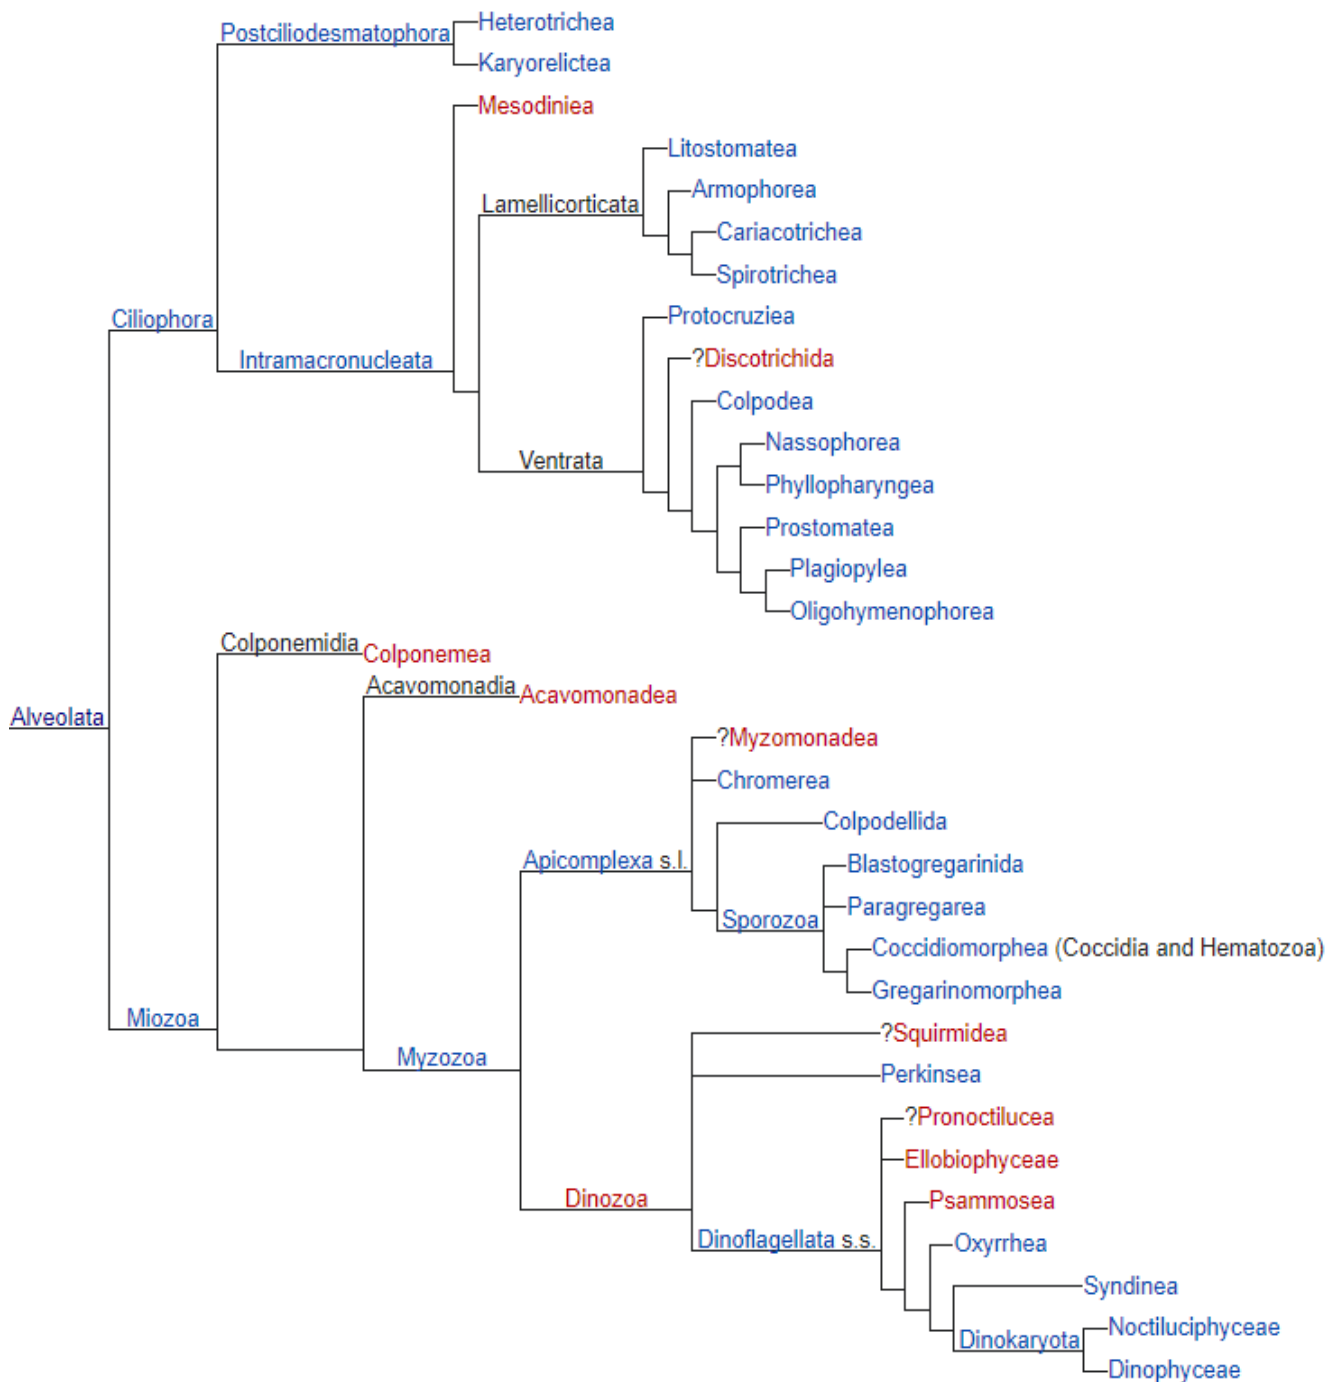 Heterotrichea
Postciliodesmatophora
Karyorelictea
Mesodiniea
Litostomatea
Armophorea
Lamellicorticata
Cariacotrichea
Spirotrichea
Protocruziea
Ciliophora
Intramacronucleata
?Discotrichida
Colpodea
Nassophorea
Ventrata
Phyllopharyngea
Prostomatea
Plagiopylea
Oligohymenophorea
Colponemidia
Colponemea
Acavomonadia
Acavomonadea
Alveolata
?Myzomonadea
Chromerea
Colpodellida
Apicomplexa s.l.
Blastogregarinida
Paragregarea
Sporozoa
Coccidiomorphea (Coccidia and Hematozoa)
Gregarinomorphea
Miozoa
?Squirmidea
Myzozoa
Perkinsea
?Pronoctilucea
Ellobiophyceae
Dinozoa
Psammosea
Dinoflagellata s.s.
Oxyrrhea
Syndinea
Dinokaryota
Noctiluciphyceae
Dinophyceae